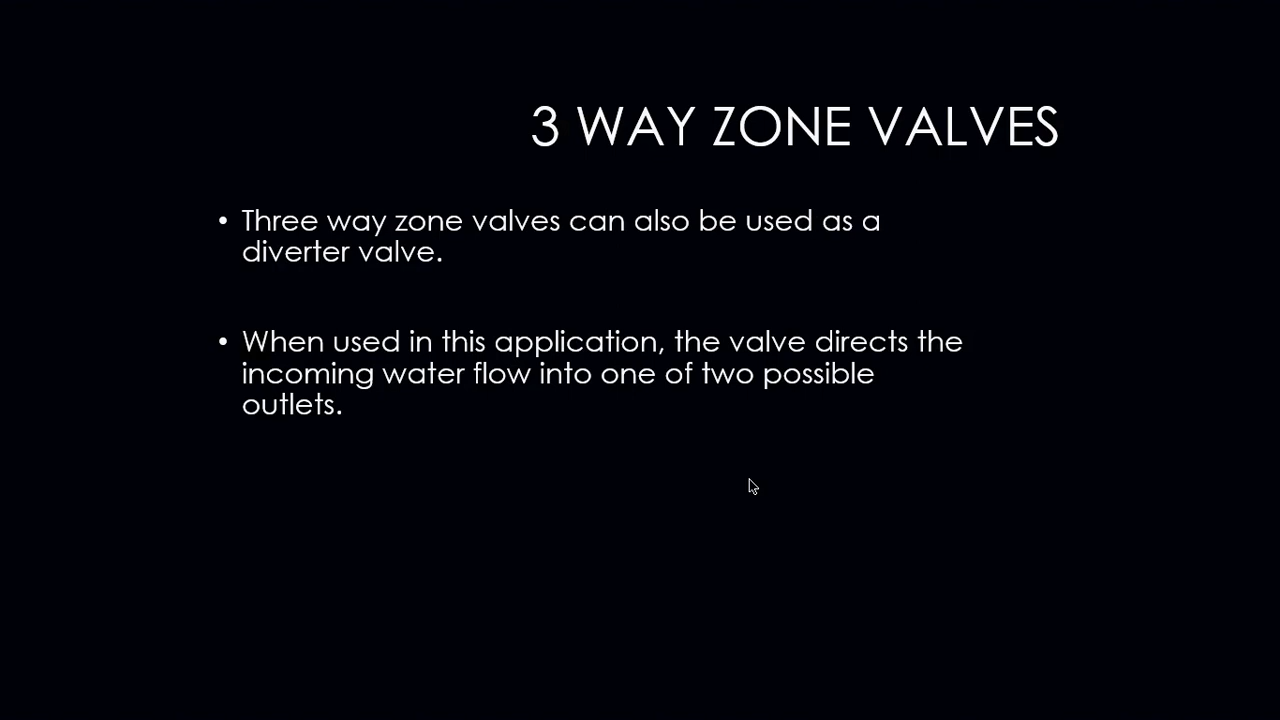 3 WAY ZONE VALVES
• Three way zone valves can also be used as a
diverter valve.
• When used in this application, the valve directs the
incoming water flow into one of two possible
outlets.